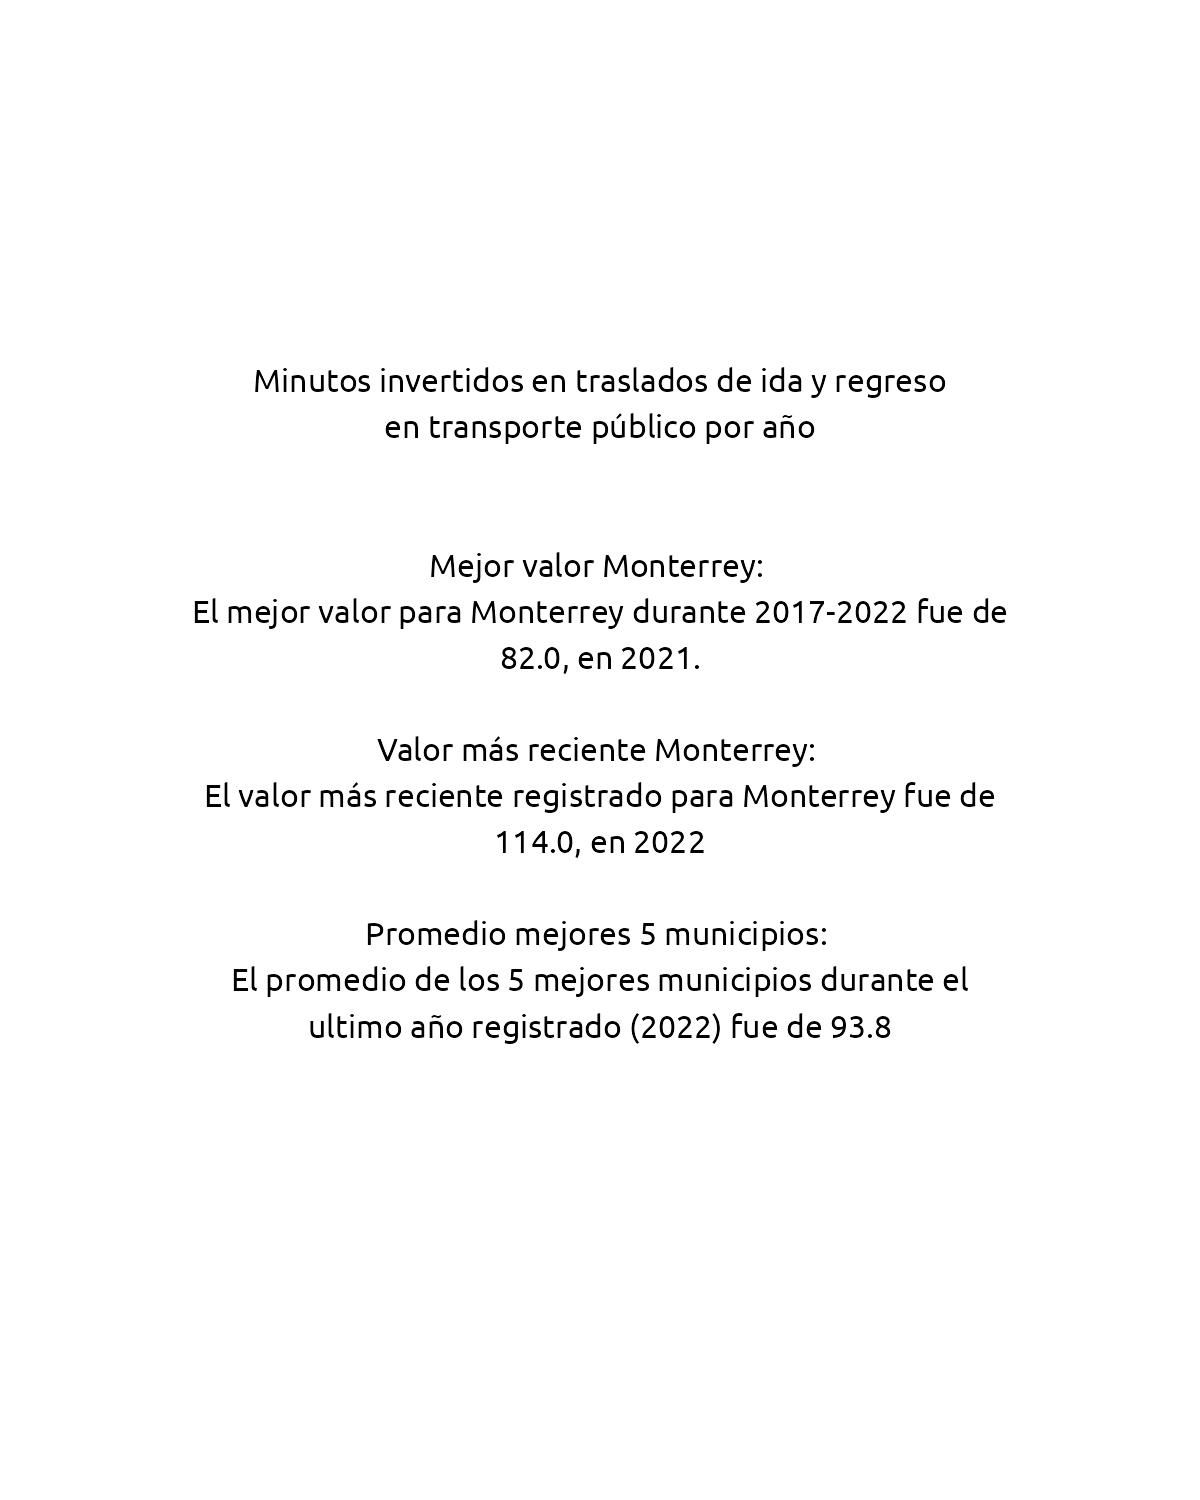 Minutos invertidos en traslados de ida y regreso
en transporte público por año
Mejor valor Monterrey:
El mejor valor para Monterrey durante 2017-2022 fue de
82.0, en 2021.
Valor más reciente Monterrey:
El valor más reciente registrado para Monterrey fue de
114.0, en 2022
Promedio mejores 5 municipios:
El promedio de los 5 mejores municipios durante el
ultimo año registrado (2022) fue de 93.8